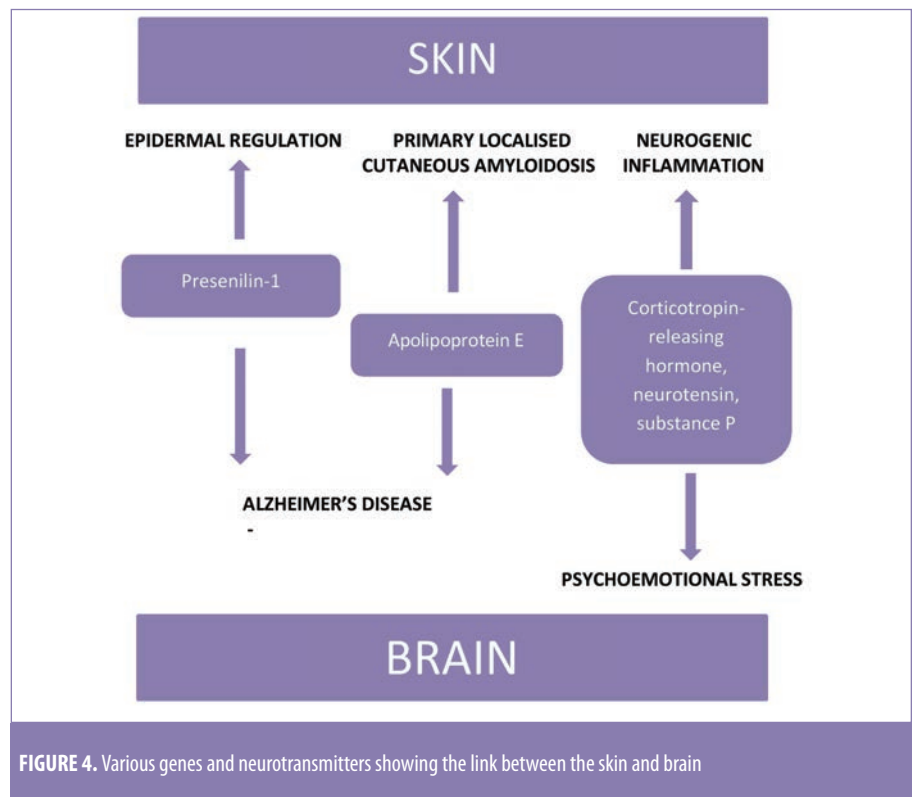 SKIN
EPIDERMAL REGULATION
PRIMARY LOCALISED
CUTANEOUS AMYLOIDOSIS
NEUROGENIC
INFLAMMATION
Presenilin-1
Apolipoprotein E
Corticotropin-
releasing
hormone,
neurotensin,
substance P
ALZHEIMER'S DISEASE
-
PSYCHOEMOTIONAL STRESS
BRAIN
FIGURE 4. Various genes and neurotransmitters showing the link between the skin and brain